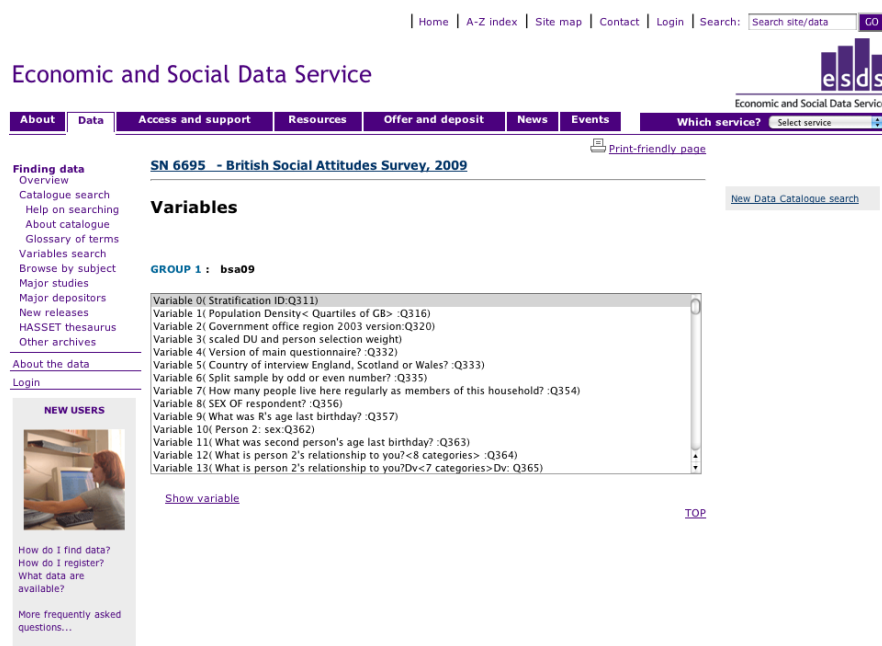 Home | A-Z index | Site map | Contact | Login | Search: Search site/data GO
Economic and Social Data Service
esds
Economic and Social Data Service
About Data Access and support Resources Offer and deposit News Events Which service? Select service
Print-friendly page
Finding data
Overview
Catalogue search
Help on searching
About catalogue
Glossary of terms
Variables search
Browse by subject
Major studies
Major depositors
New releases
HASSET thesaurus
Other archives
About the data
Login
NEW USERS
How do I find data?
How do I register?
What data are
available?
More frequently asked
questions...
SN 6695 - British Social Attitudes Survey, 2009
Variables
GROUP 1 : bsa09
Variable 0( Stratification ID:Q311)
Variable 1( Population Density< Quartiles of GB> :Q316)
Variable 2( Government office region 2003 version:Q320)
Variable 3( scaled DU and person selection weight)
Variable 4( Version of main questionnaire? :Q332)
Variable 5( Country of interview England, Scotland or Wales? :Q333)
Variable 6( Split sample by odd or even number? :Q335)
Variable 7( How many people live here regularly as members of this household? :Q354)
Variable 8( SEX OF respondent? :Q356)
Variable 9( What was R's age last birthday? :Q357)
Variable 10( Person 2: sex:Q362)
Variable 11( What was second person's age last birthday? :Q363)
Variable 12( What is person 2's relationship to you?<8 categories> :Q364)
Variable 13( What is person 2's relationship to you?Dv<7 categories>Dv: Q365)
Show variable
TOP
New Data Catalogue search